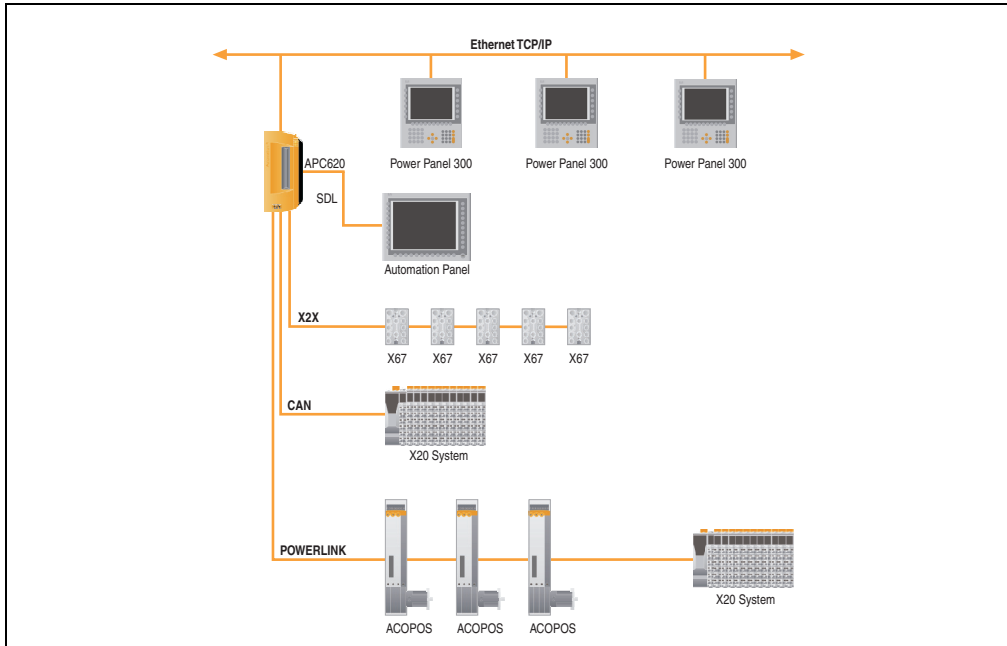 Ethernet TCP/IP
Power Panel 300
Power Panel 300
Power Panel 300
APC620
SDL
Automation Panel
X2X
X67
X67
X67
X67
X67
CAN
X20 System
POWERLINK
X20 System
ACOPOS
ACOPOS
ACOPOS